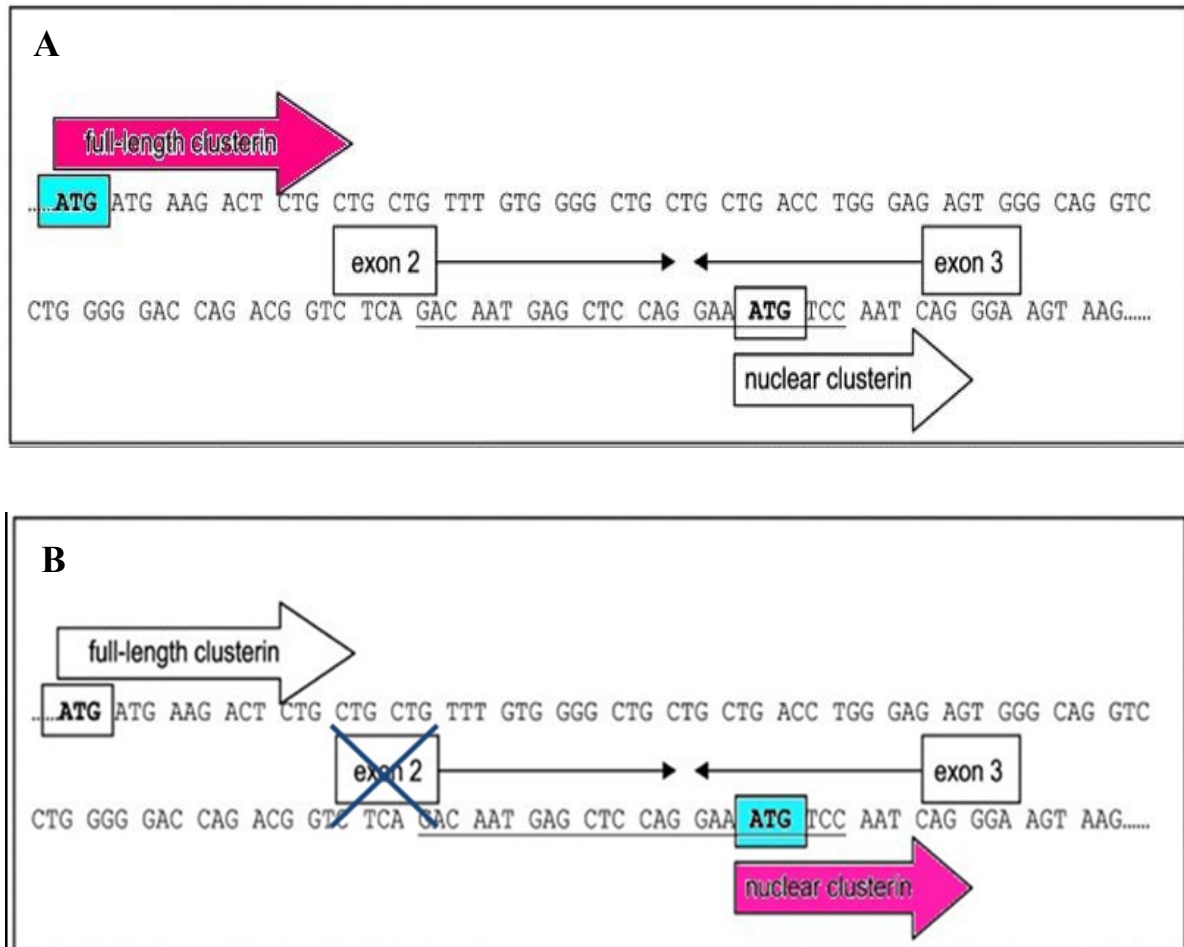 A
full-length clusterin
.....ATG ATG AAG ACT CTG CTG CTG TTT GTG GGG CTG CTG CTG ACC TGG GAG AGT GGG CAG GTC
exon 2 exon 3
CTG GGG GAC CAG ACG GTC TCA GAC AAT GAG CTC CAG GAA ATG TCC AAT CAG GGA AGT AAG......
nuclear clusterin
B
full-length clusterin
.....ATG ATG AAG ACT CTG CTG CTG TTT GTG GGG CTG CTG CTG ACC TGG GAG AGT GGG CAG GTC
exon 2 exon 3
CTG GGG GAC CAG ACG GTC TCA GAC AAT GAG CTC CAG GAA ATG TCC AAT CAG GGA AGT AAG......
nuclear clusterin